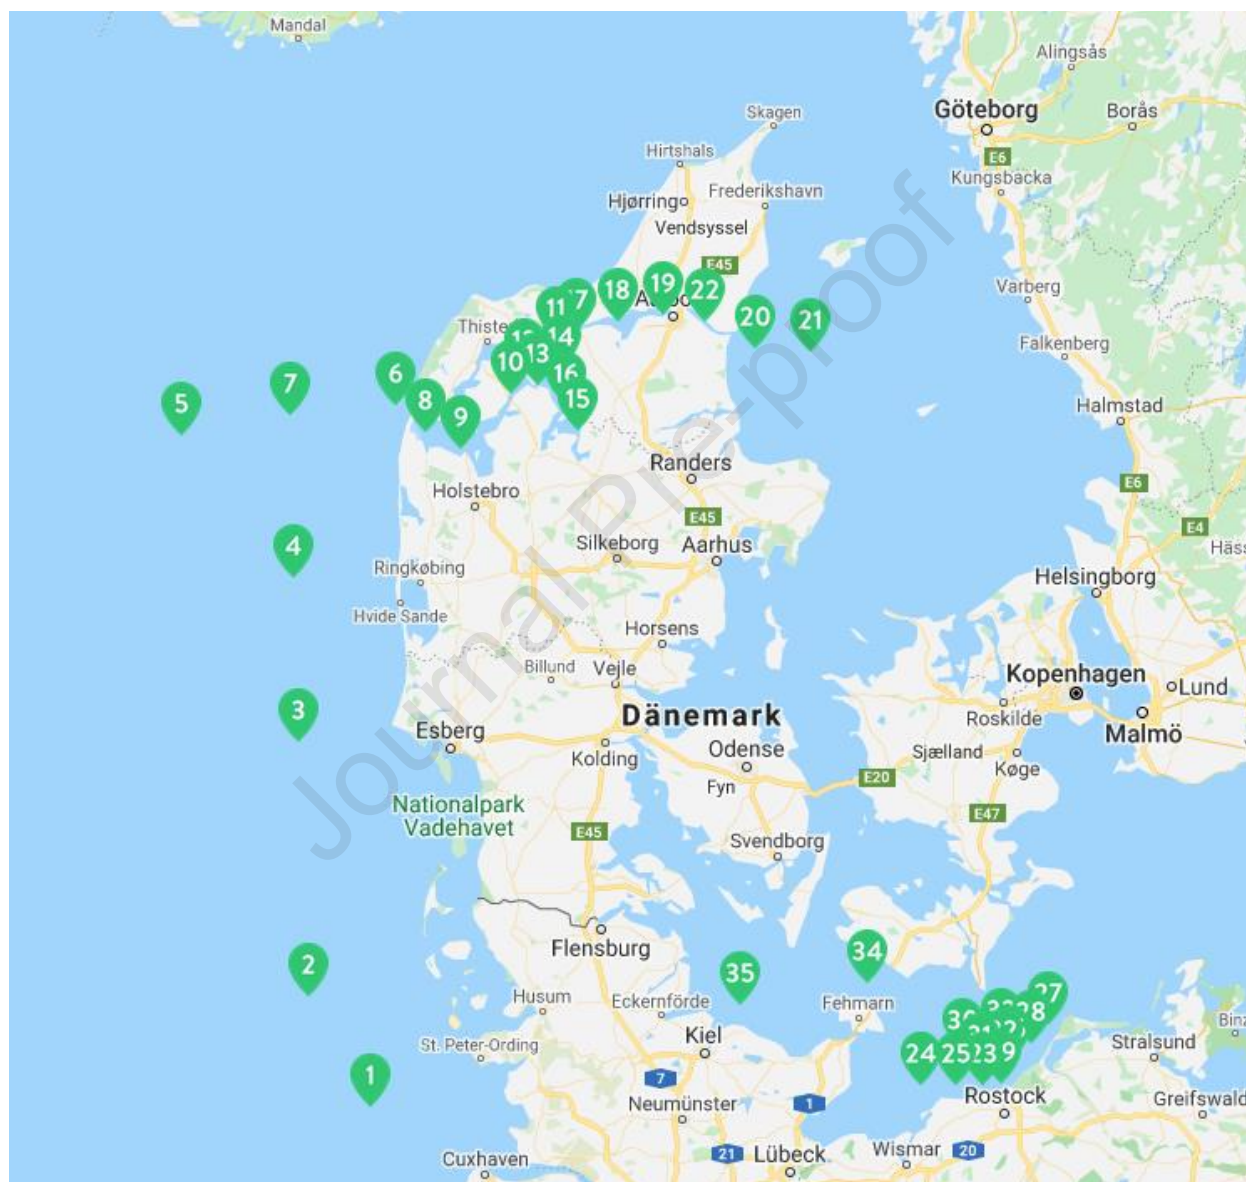 Mandal
Alingsås
Skagen
Göteborg
Borås
Hirtshals
E6
Kungsbacka
Frederikshavn
Hjørring
Vendsyssel
E45
Varberg
11
18
19
22
20
21
Thisted
14
Falkenberg
10
13
6
7
16
5
8
15
9
Halmstad
Randers
E6
Holstebro
E45
E4
4
Silkeborg
Aarhus
Ringkøbing
Helsingborg
Hvide Sande
Horsens
Billund
Vejle
Kopenhagen
Lund
3
Dänemark
Roskilde
Esberg
Malmö
Kolding
Odense
Sjælland
Køge
Fyn
E20
Nationalpark
Vadehavet
E47
E45
Svendborg
Flensburg
34
2
35
Husum
Eckernförde
Fehmarn
St. Peter-Ording
Kiel
24
25
Stralsund
1
7
Rostock
Neumünster
1
Greifswald
Wismar
20
21
Lübeck
Cuxhaven
Journal Pre-proof